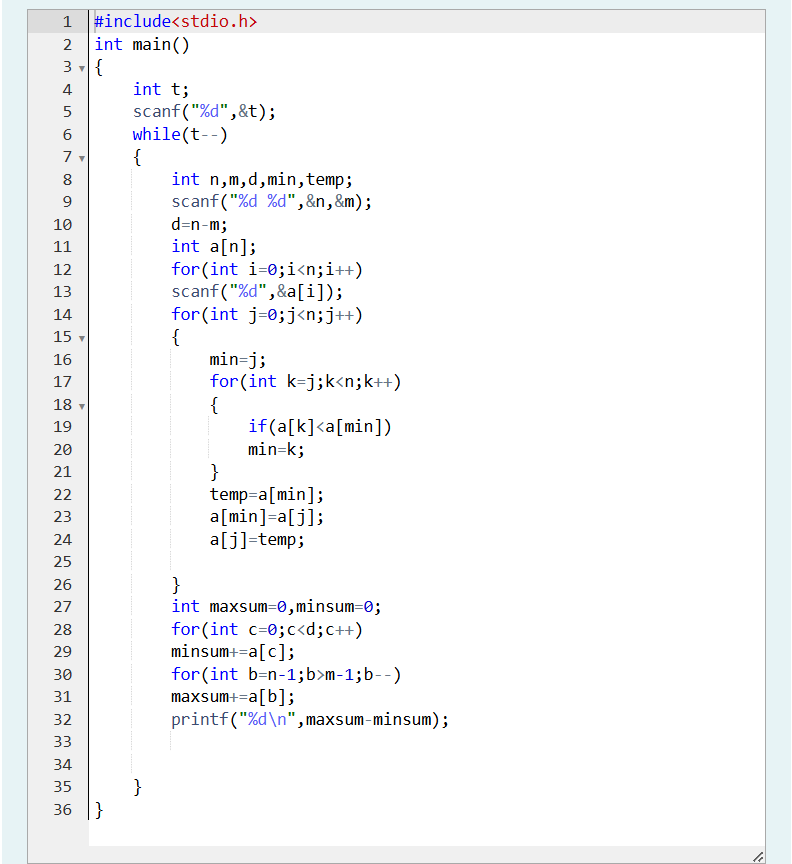 1 #include<stdio.h>
2 int main()
3 {
4     int t;
5     scanf("%d",&t);
6     while(t--)
7     {
8         int n,m,d,min,temp;
9         scanf("%d %d",&n,&m);
10         d=n-m;
11         int a[n];
12         for(int i=0;i<n;i++)
13         scanf("%d",&a[i]);
14         for(int j=0;j<n;j++)
15         {
16             min=j;
17             for(int k=j;k<n;k++)
18             {
19                 if(a[k]<a[min])
20                 min=k;
21             }
22             temp=a[min];
23             a[min]=a[j];
24             a[j]=temp;
25
26         }
27         int maxsum=0,minsum=0;
28         for(int c=0;c<d;c++)
29         minsum+=a[c];
30         for(int b=n-1;b>m-1;b--)
31         maxsum+=a[b];
32         printf("%d\n",maxsum-minsum);
33
34
35     }
36 }